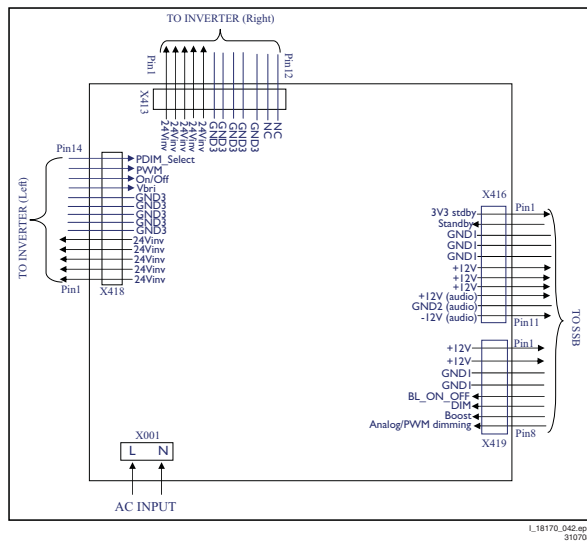 TO INVERTER (Right)
Pin1
Pin12
X413
24Vinv
24Vinv
24Vinv
24Vinv
24Vinv
GND3
GND3
GND3
GND3
GND3
NC
NC
TO INVERTER (Left)
Pin14
PDIM_Select
PWM
On/Off
Vbri
GND3
GND3
GND3
GND3
GND3
24Vinv
24Vinv
24Vinv
24Vinv
24Vinv
Pin1
X418
X416
3V3 stdby
Pin1
Standby
GND1
GND1
GND1
+12V
+12V
+12V
+12V (audio)
GND2 (audio)
-12V (audio)
Pin11
TO SSB
+12V
Pin1
+12V
GND1
GND1
BL_ON_OFF
DIM
Boost
Analog/PWM dimming
Pin8
X419
X001
L N
AC INPUT
I_18170_042.ep
31070